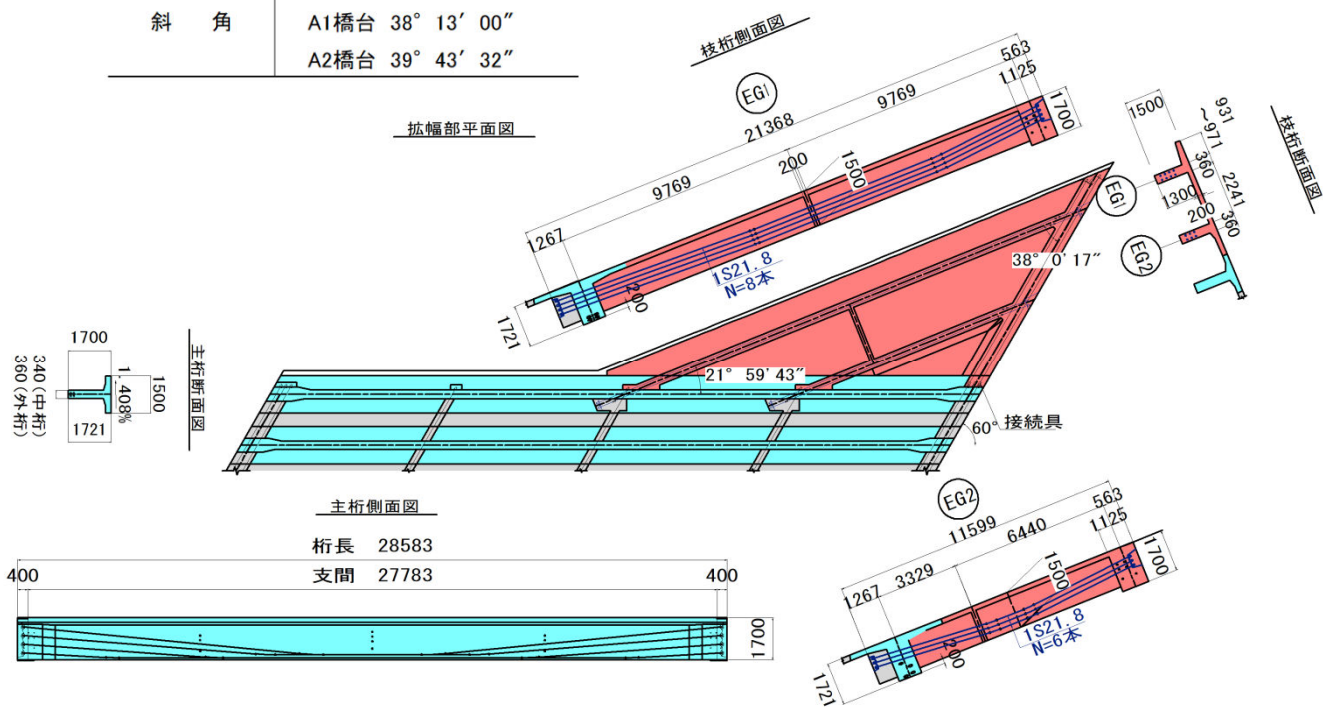 斜　角　A1橋台 38° 13′ 00″
A2橋台 39° 43′ 32″
枝桁側面図
拡幅部平面図
EG1
21368
563
1125
9769
1700
200
1500
9769
1267
1721
200
1S21.8
N=8本
枝桁断面図
931
～971
1500
360
2241
1300
200
360
EG1
EG2
38° 0′17″
21° 59′43″
60°
接続具
主桁断面図
1700
1.408%
1500
340(中桁)
360(外桁)
1721
主桁側面図
桁長 28583
支間 27783
400
400
1700
EG2
11599
563
1125
6440
3329
1267
1500
1700
1721
200
1S21.8
N=6本